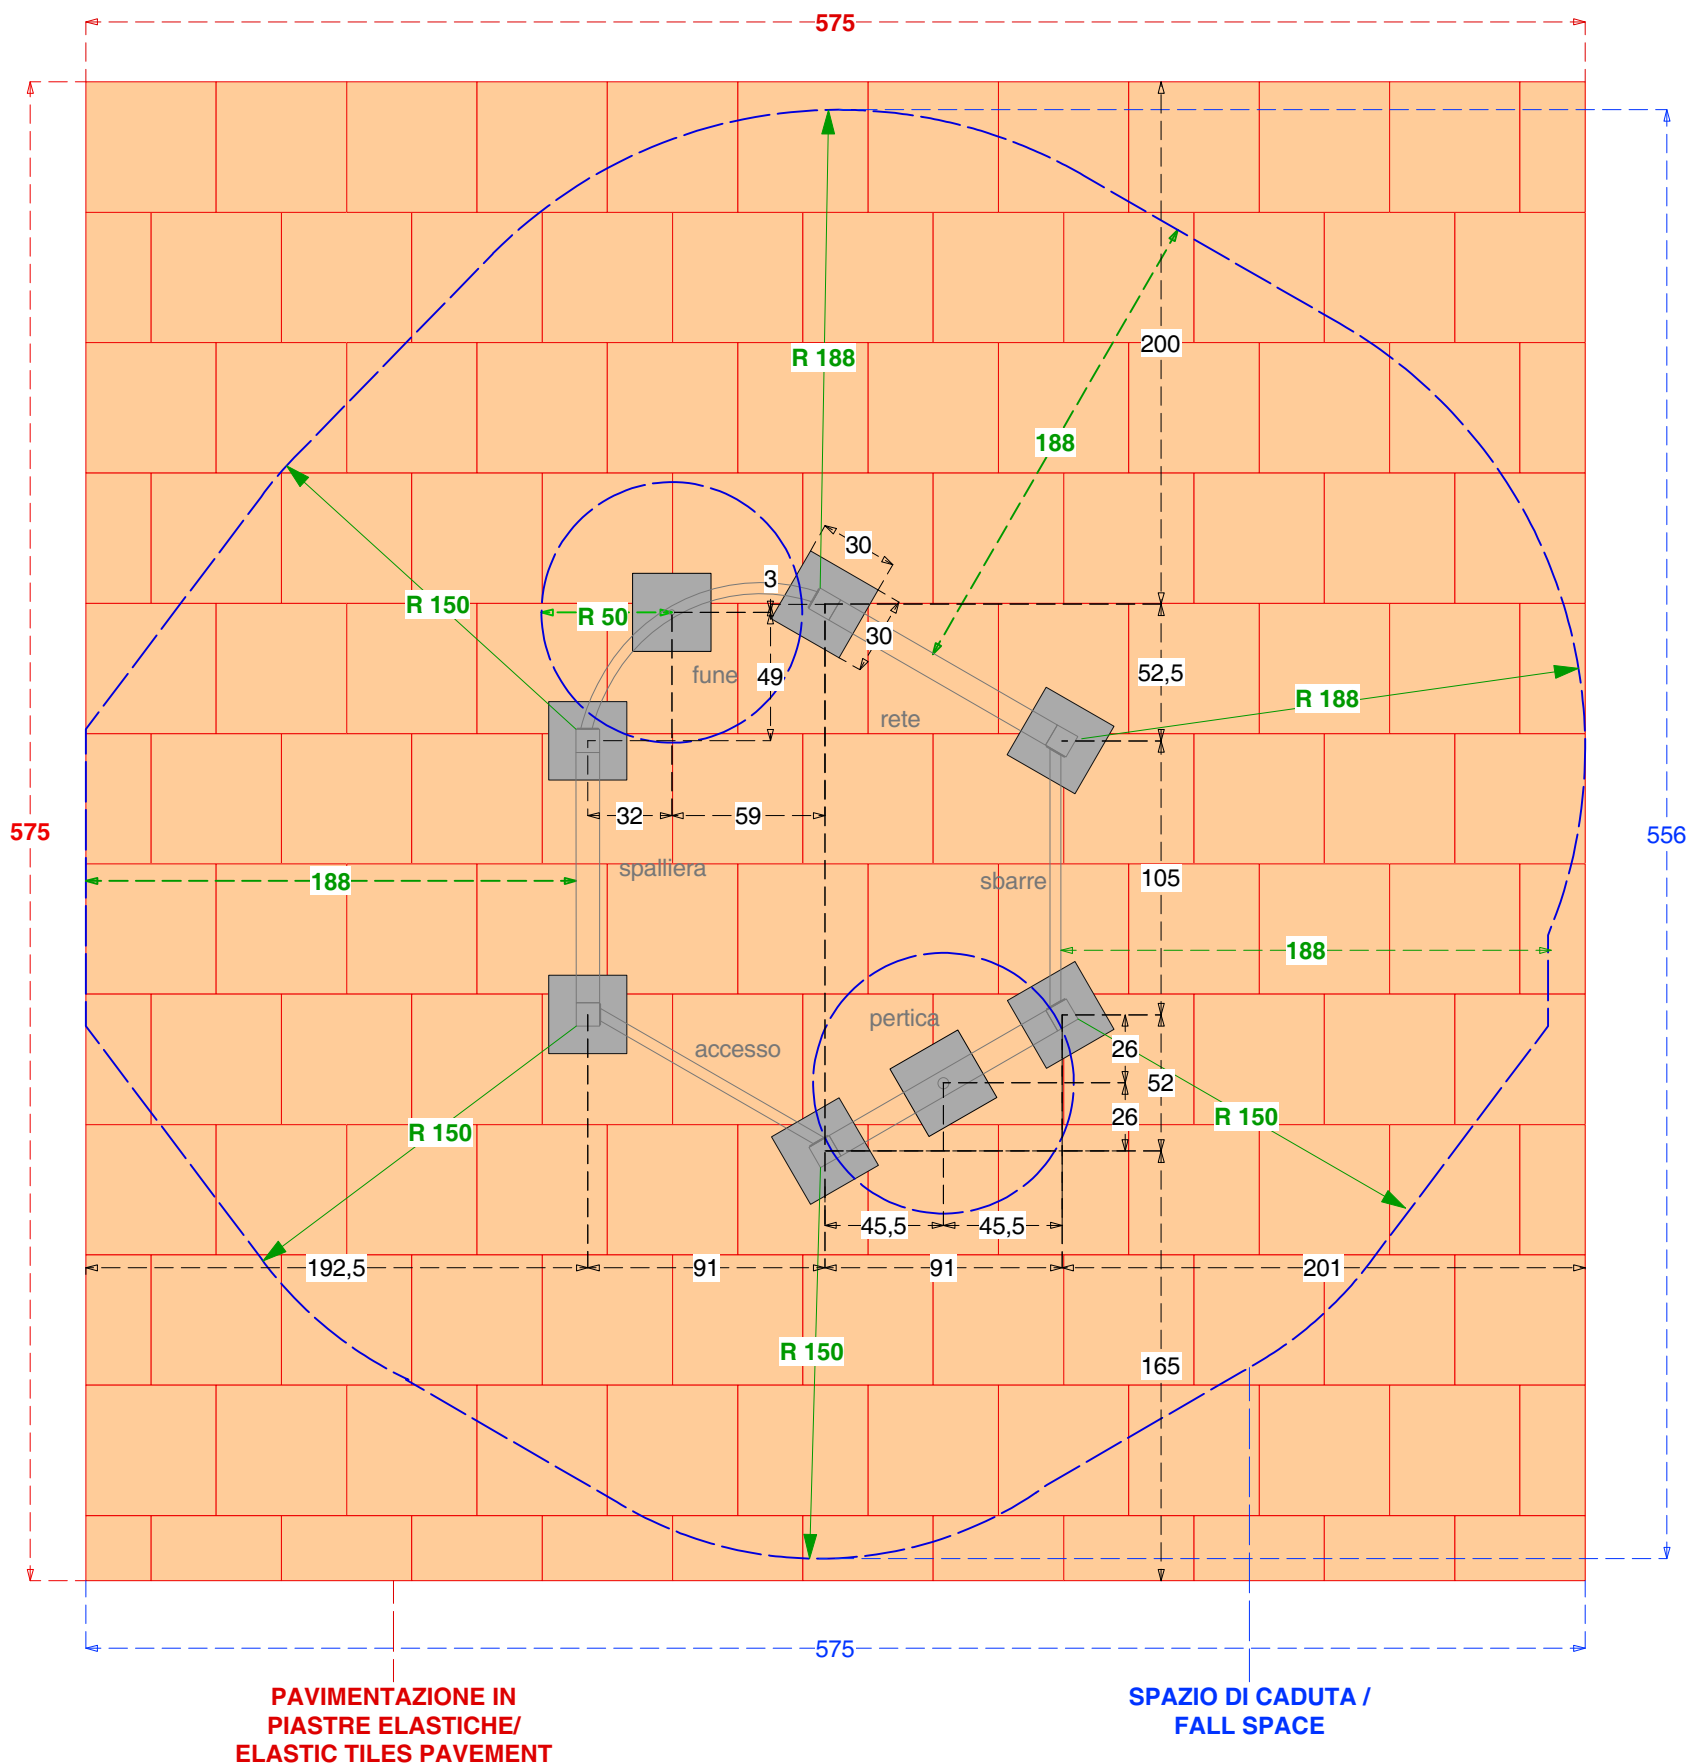 575
200
R 188
188
30
3
R 150
R 50
30
fune
49
52,5
R 188
rete
32
59
575
556
spalliera
188
sbarre
105
188
pertica
accesso
26
52
26
R 150
R 150
45,5
45,5
192,5
91
91
201
R 150
165
575
PAVIMENTAZIONE IN
PIASTRE ELASTICHE/
ELASTIC TILES PAVEMENT
SPAZIO DI CADUTA /
FALL SPACE